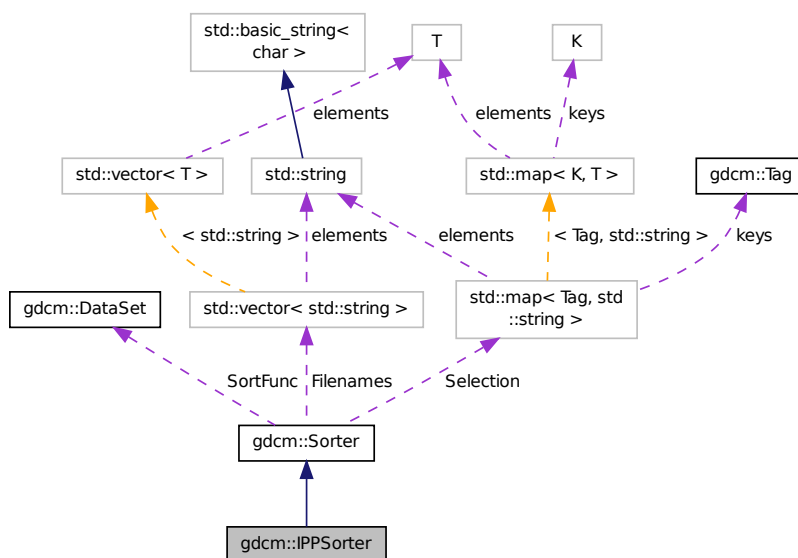 std::basic_string<
char >
T
K
elements
elements
keys
std::vector< T >
std::string
std::map< K, T >
gdcm::Tag
< std::string >
elements
elements
< Tag, std::string >
keys
gdcm::DataSet
std::vector< std::string >
std::map< Tag, std
::string >
SortFunc
Filenames
Selection
gdcm::Sorter
gdcm::IPPSorter